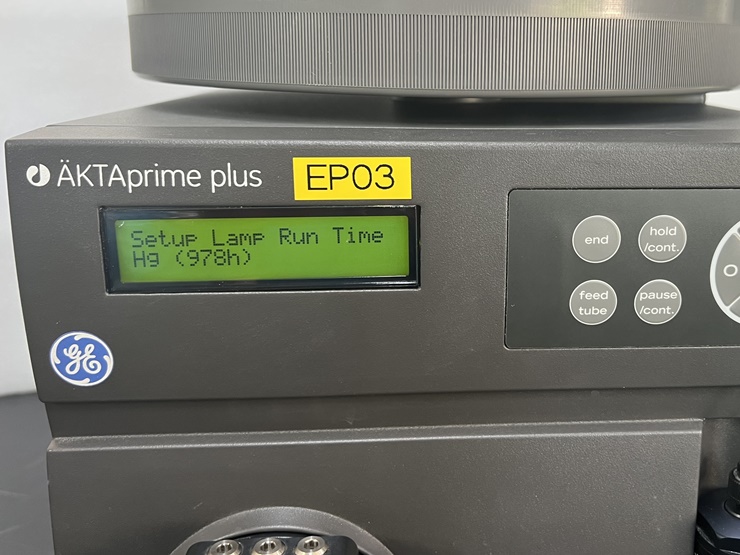 ÄKTAprime plus
EP03
Setup Lamp Run Time
Hg (978h)
end
hold
/cont.
feed
tube
pause
/cont.
GE